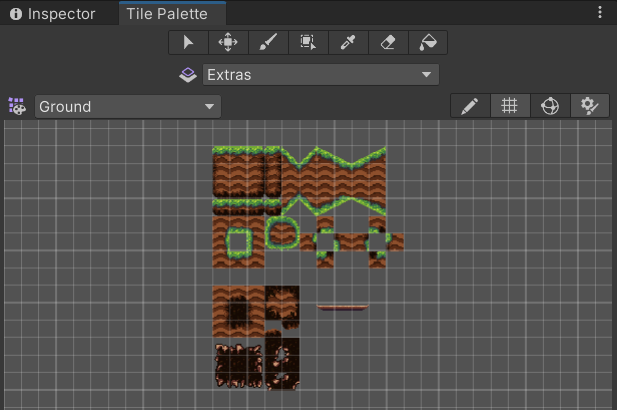 Inspector
Tile Palette
Extras
Ground